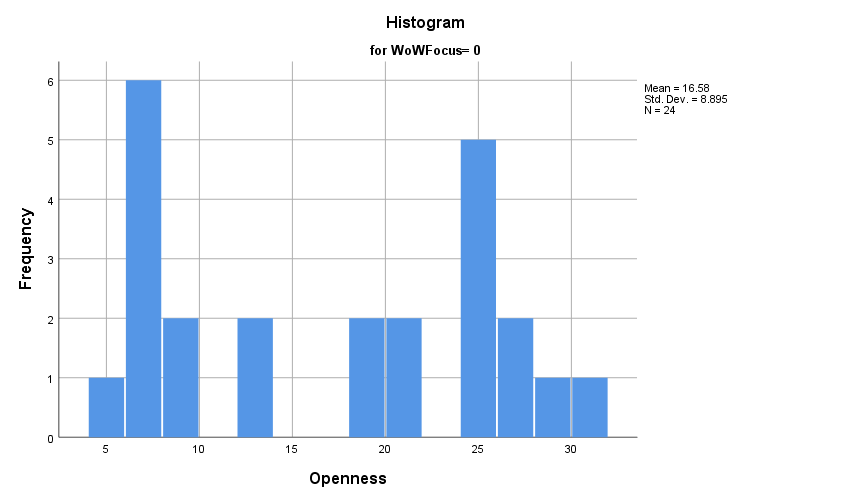 Histogram
for WoWFocus= 0
Mean = 16.58
Std. Dev. = 8.895
N = 24
6
5
4
3
2
1
0
Frequency
5
10
15
20
25
30
Openness